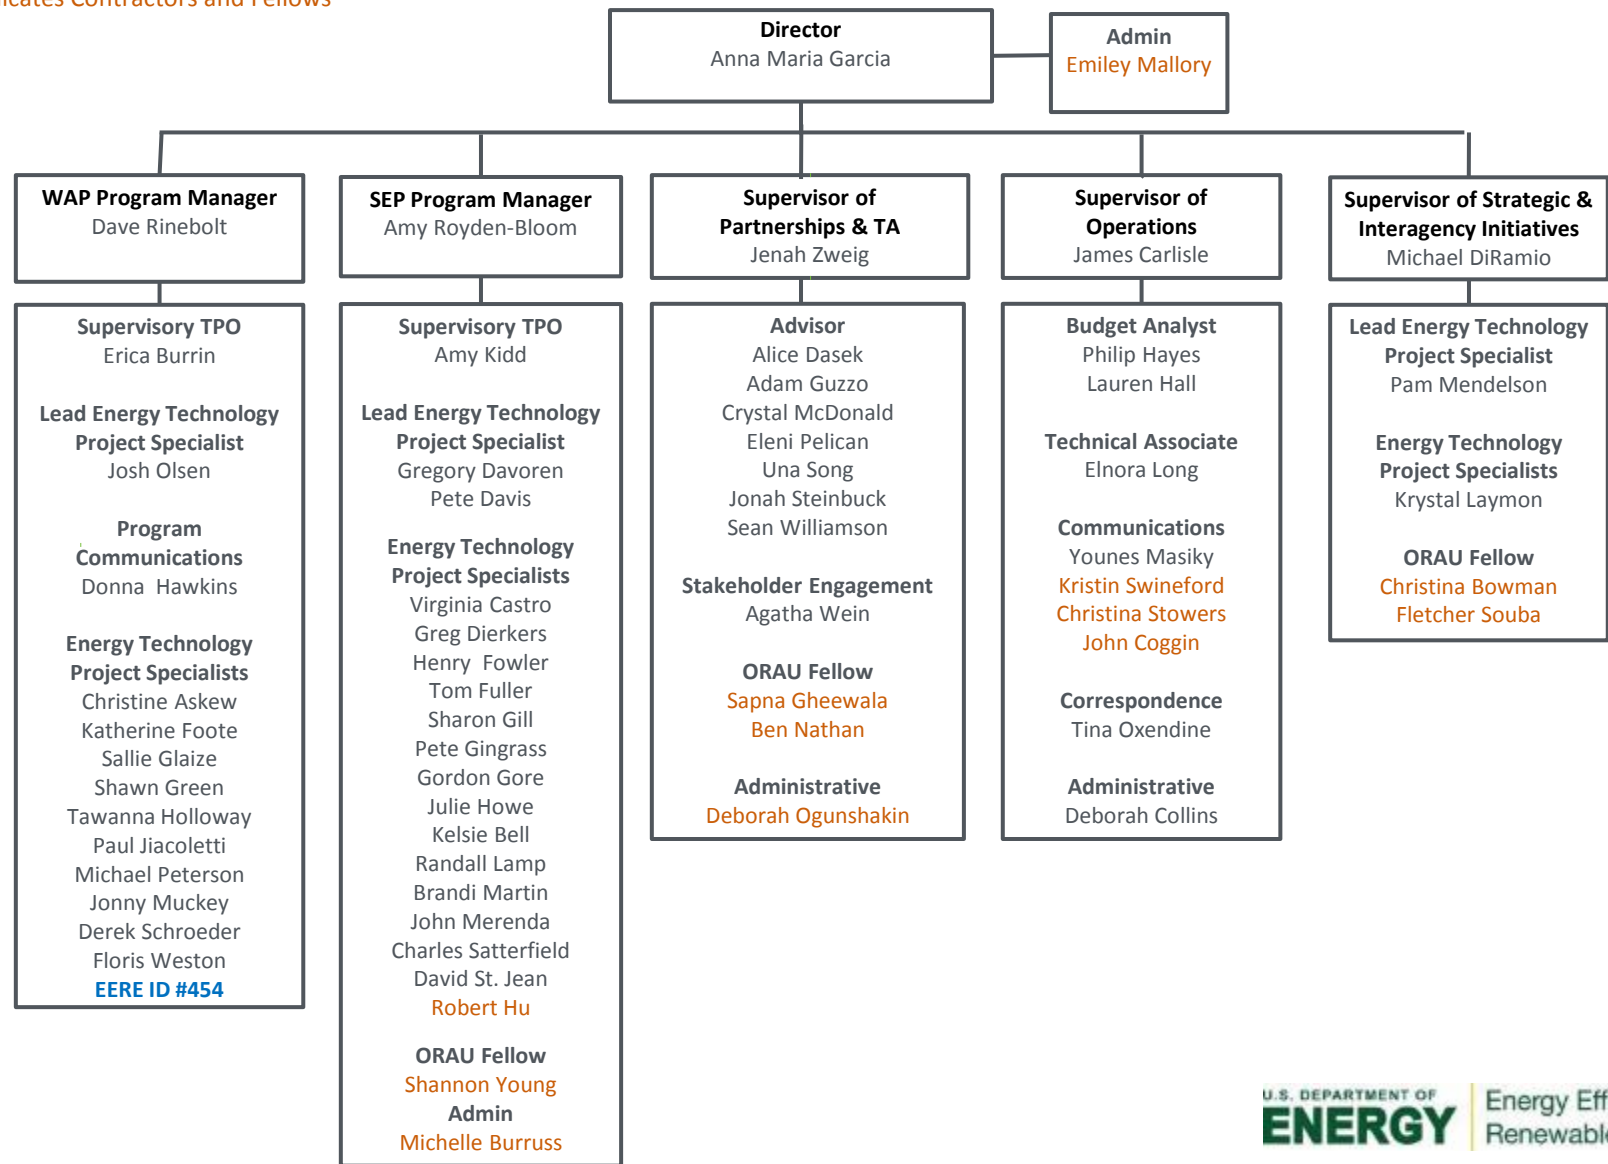 Contractors and Fellows
Director
Anna Maria Garcia
Admin
Emiley Mallory
WAP Program Manager
Dave Rinebolt
SEP Program Manager
Amy Royden-Bloom
Supervisor of
Partnerships & TA
Jenah Zweig
Supervisor of
Operations
James Carlisle
Supervisor of Strategic &
Interagency Initiatives
Michael DiRamio
Supervisory TPO
Erica Burrin
Lead Energy Technology
Project Specialist
Josh Olsen
Program
Communications
Donna Hawkins
Energy Technology
Project Specialists
Christine Askew
Katherine Foote
Sallie Glaize
Shawn Green
Tawanna Holloway
Paul Jiacoletti
Michael Peterson
Jonny Muckey
Derek Schroeder
Floris Weston
EERE ID #454
Supervisory TPO
Amy Kidd
Lead Energy Technology
Project Specialist
Gregory Davoren
Pete Davis
Energy Technology
Project Specialists
Virginia Castro
Greg Dierkers
Henry Fowler
Tom Fuller
Sharon Gill
Pete Gingrass
Gordon Gore
Julie Howe
Kelsie Bell
Randall Lamp
Brandi Martin
John Merenda
Charles Satterfield
David St. Jean
Robert Hu
ORAU Fellow
Shannon Young
Admin
Michelle Burruss
Advisor
Alice Dasek
Adam Guzzo
Crystal McDonald
Eleni Pelican
Una Song
Jonah Steinbuck
Sean Williamson
Stakeholder Engagement
Agatha Wein
ORAU Fellow
Sapna Gheewala
Ben Nathan
Administrative
Deborah Ogunshakin
Budget Analyst
Philip Hayes
Lauren Hall
Technical Associate
Elnora Long
Communications
Younes Masiky
Kristin Swineford
Christina Stowers
John Coggin
Correspondence
Tina Oxendine
Administrative
Deborah Collins
Lead Energy Technology
Project Specialist
Pam Mendelson
Energy Technology
Project Specialists
Krystal Laymon
ORAU Fellow
Christina Bowman
Fletcher Souba
U.S. DEPARTMENT OF
ENERGY
Energy